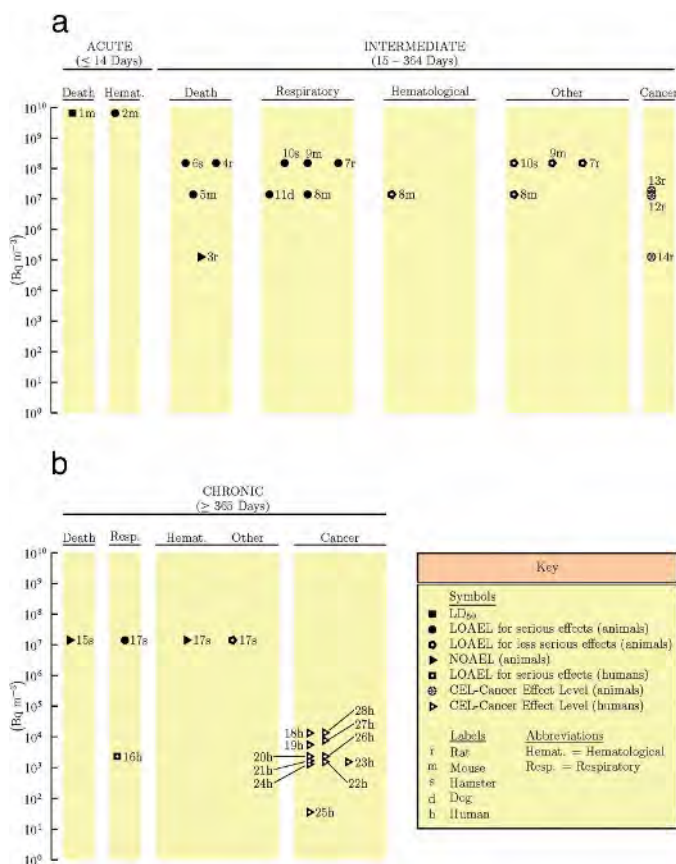 a
ACUTE
(≤ 14 Days)
INTERMEDIATE
(15 – 364 Days)
Death Hemat. Death Respiratory Hematological Other Cancer
10¹⁰
10⁹
10⁸
10⁷
10⁶
10⁵
10⁴
10³
10²
10¹
10⁰
(Bq m⁻³)
1m 2m
10s 9m 9m
6s 4r 7r 10s 7r
13r
5m 11d 8m 8m 8m
12r
3r 14r
b
CHRONIC
(≥ 365 Days)
Death Resp. Hemat. Other Cancer
10¹⁰
10⁹
10⁸
10⁷
10⁶
10⁵
10⁴
10³
10²
10¹
10⁰
(Bq m⁻³)
15s 17s 17s 17s
28h
18h 27h
19h 26h
16h 20h
21h 23h
24h 22h
25h
Key
Symbols
LD₅₀
LOAEL for serious effects (animals)
LOAEL for less serious effects (animals)
NOAEL (animals)
LOAEL for serious effects (humans)
CEL-Cancer Effect Level (animals)
CEL-Cancer Effect Level (humans)
Labels Abbreviations
r Rat Hemat. = Hematological
m Mouse Resp. = Respiratory
s Hamster
d Dog
h Human